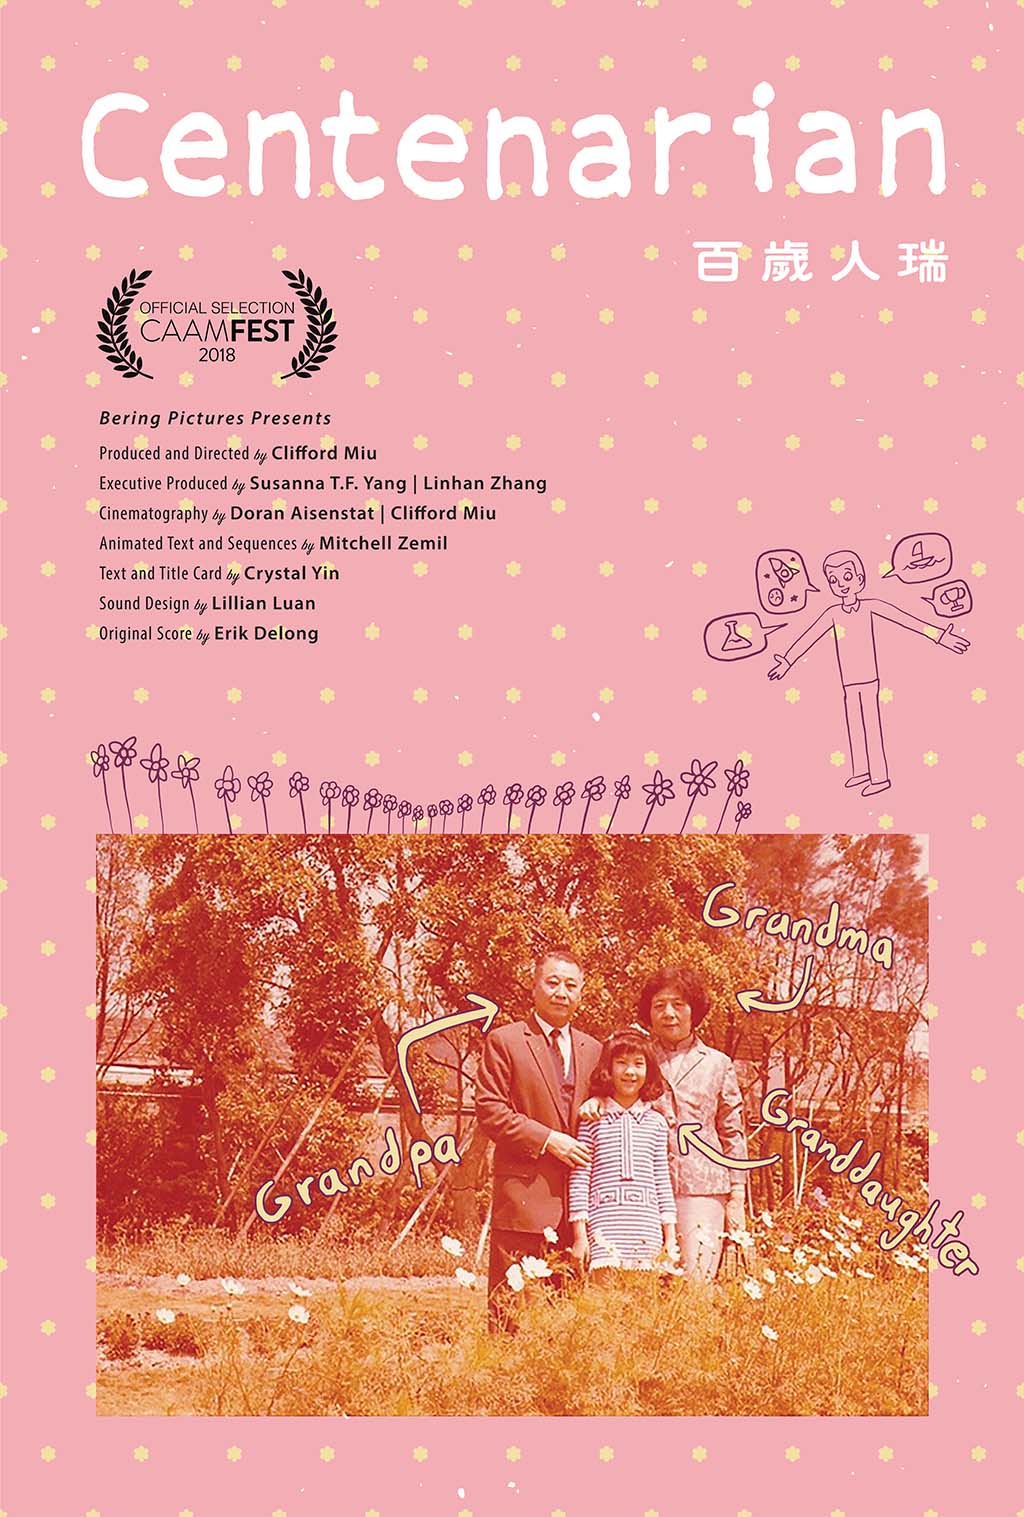 Centenarian
百歲人瑞
OFFICIAL SELECTION
CAAMFEST
2018
Bering Pictures Presents
Produced and Directed by Clifford Miu
Executive Produced by Susanna T.F. Yang | Linhan Zhang
Cinematography by Doran Aisenstat | Clifford Miu
Animated Text and Sequences by Mitchell Zemil
Text and Title Card by Crystal Yin
Sound Design by Lillian Luan
Original Score by Erik Delong
Grandma
Grandpa
Granddaughter